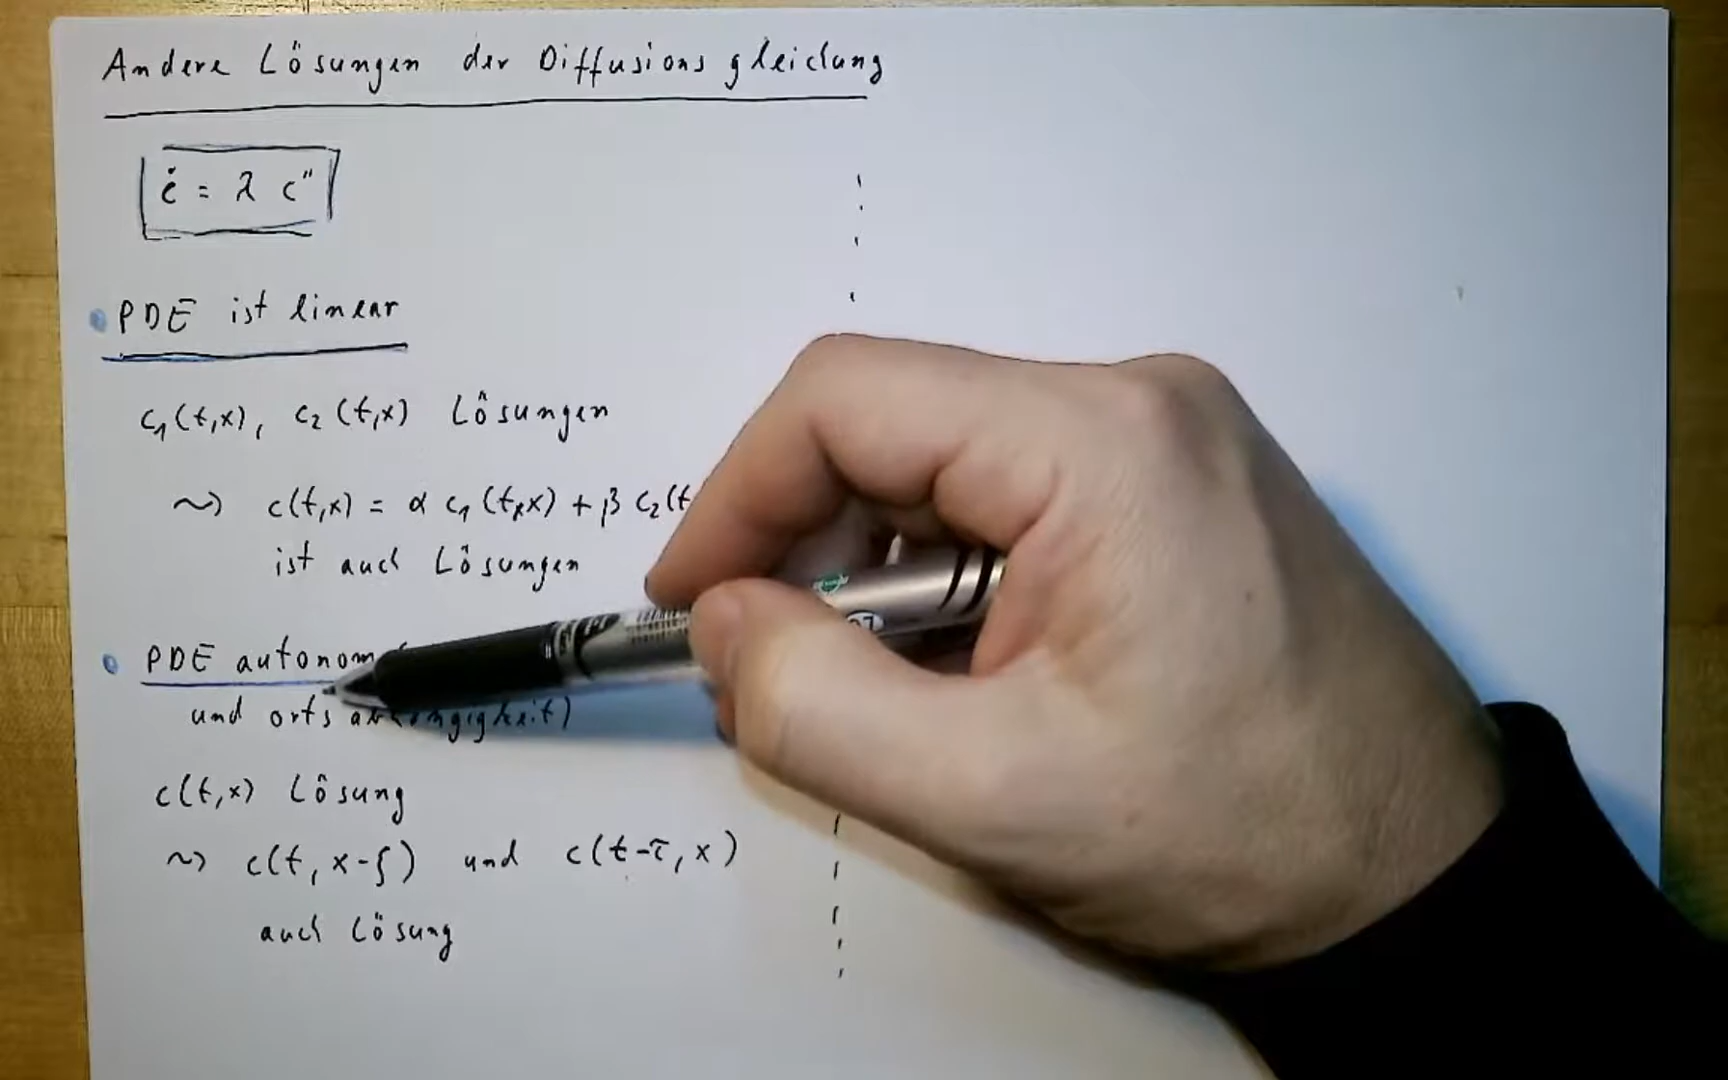 Andere Lösungen der Diffusionsgleichung
ċ = λ c"
PDE ist linear
c₁(t,x), c₂(t,x) Lösungen
~> c(t,x) = α c₁(t,x) + β c₂(t
ist auch Lösungen
PDE autonom
und orts abhängigkeit)
c(t,x) Lösung
~> c(t, x-ξ) und c(t-τ, x)
auch Lösung